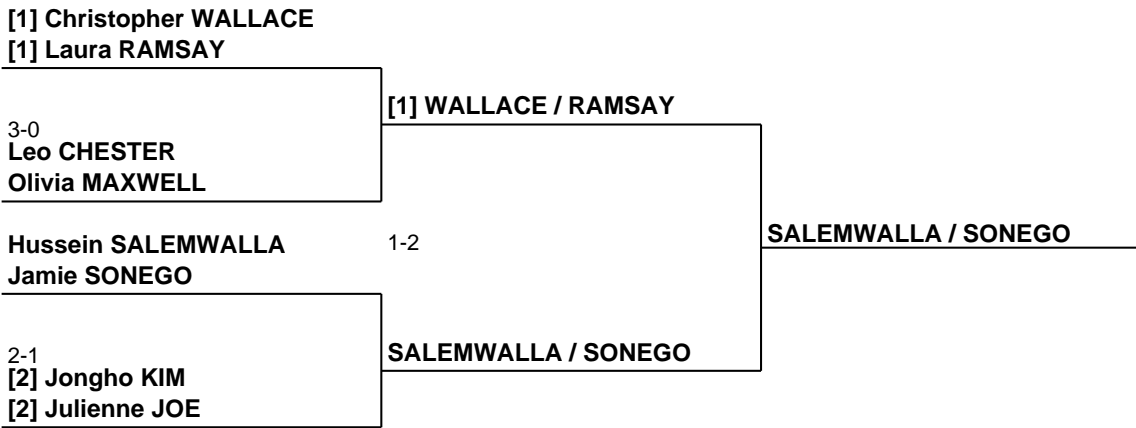 [1] Christopher WALLACE
[1] Laura RAMSAY
[1] WALLACE / RAMSAY
3-0
Leo CHESTER
Olivia MAXWELL
Hussein SALEMWALLA
1-2
SALEMWALLA / SONEGO
Jamie SONEGO
2-1
SALEMWALLA / SONEGO
[2] Jongho KIM
[2] Julienne JOE